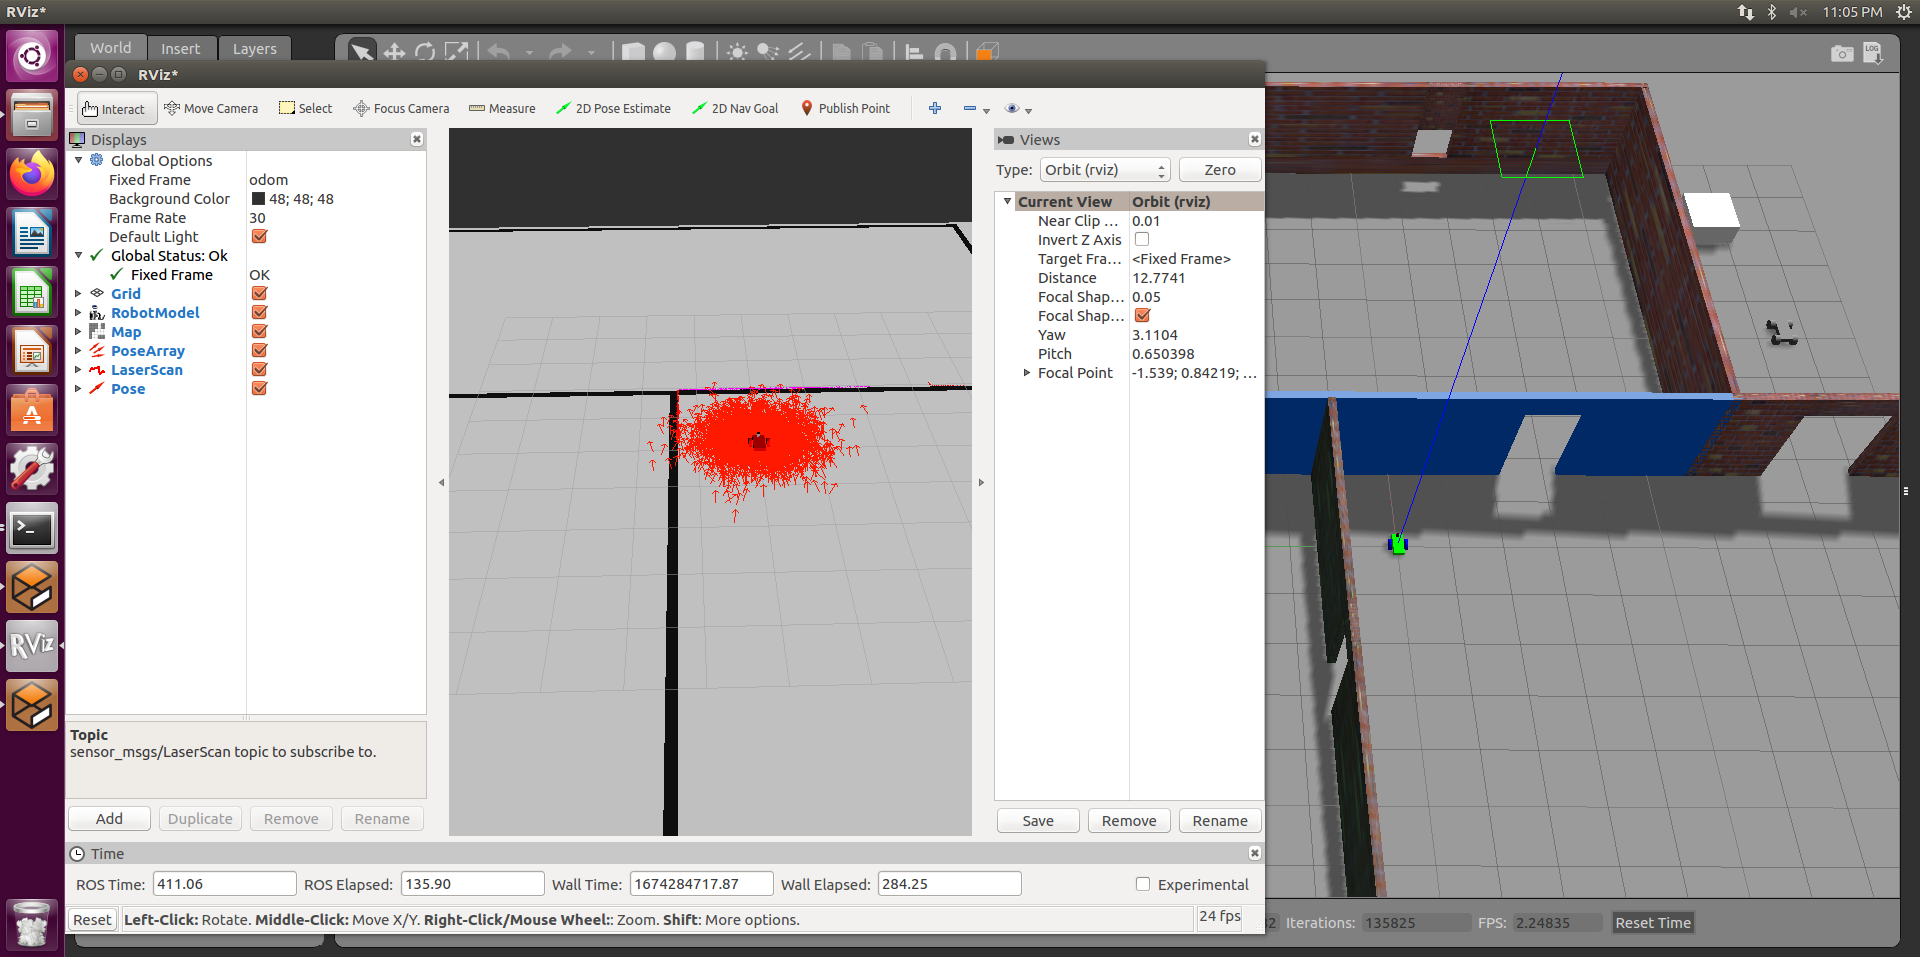 RViz*
11:05 PM
World Insert Layers
LOG
RViz*
Interact Move Camera Select Focus Camera Measure 2D Pose Estimate 2D Nav Goal Publish Point
Displays
Global Options
Fixed Frame odom
Background Color 48; 48; 48
Frame Rate 30
Default Light
Global Status: Ok
Fixed Frame OK
Grid
RobotModel
Map
PoseArray
LaserScan
Pose
Topic
sensor_msgs/LaserScan topic to subscribe to.
Add Duplicate Remove Rename
Views
Type: Orbit (rviz) Zero
Current View Orbit (rviz)
Near Clip ... 0.01
Invert Z Axis
Target Fra... <Fixed Frame>
Distance 12.7741
Focal Shap... 0.05
Focal Shap...
Yaw 3.1104
Pitch 0.650398
Focal Point -1.539; 0.84219; ...
Save Remove Rename
RViz
Time
ROS Time: 411.06 ROS Elapsed: 135.90 Wall Time: 1674284717.87 Wall Elapsed: 284.25 Experimental
Reset Left-Click: Rotate. Middle-Click: Move X/Y. Right-Click/Mouse Wheel:: Zoom. Shift: More options. 24 fps
Iterations: 135825 FPS: 2.24835 Reset Time